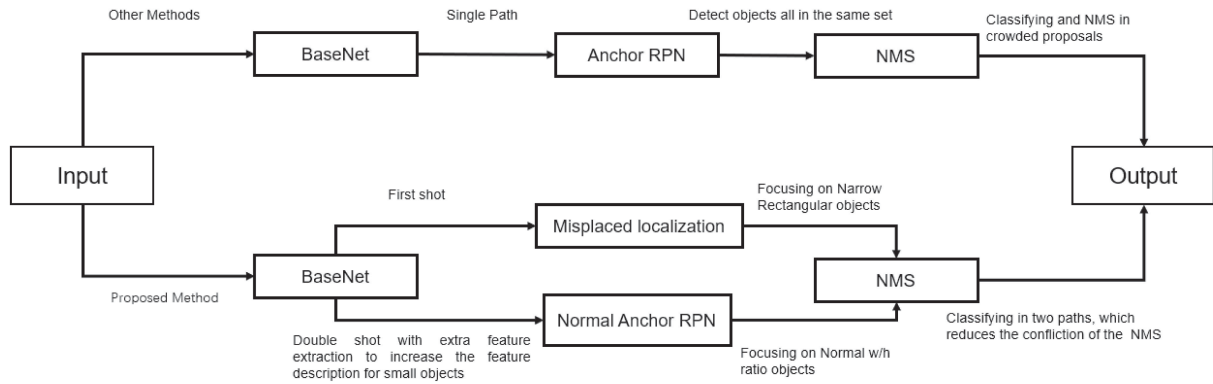 Other Methods
Single Path
Detect objects all in the same set
Classifying and NMS in
crowded proposals
BaseNet
Anchor RPN
NMS
Input
Output
First shot
Focusing on Narrow
Rectangular objects
Misplaced localization
BaseNet
NMS
Proposed Method
Normal Anchor RPN
Double shot with extra feature
extraction to increase the feature
description for small objects
Focusing on Normal w/h
ratio objects
Classifying in two paths, which
reduces the confliction of the NMS